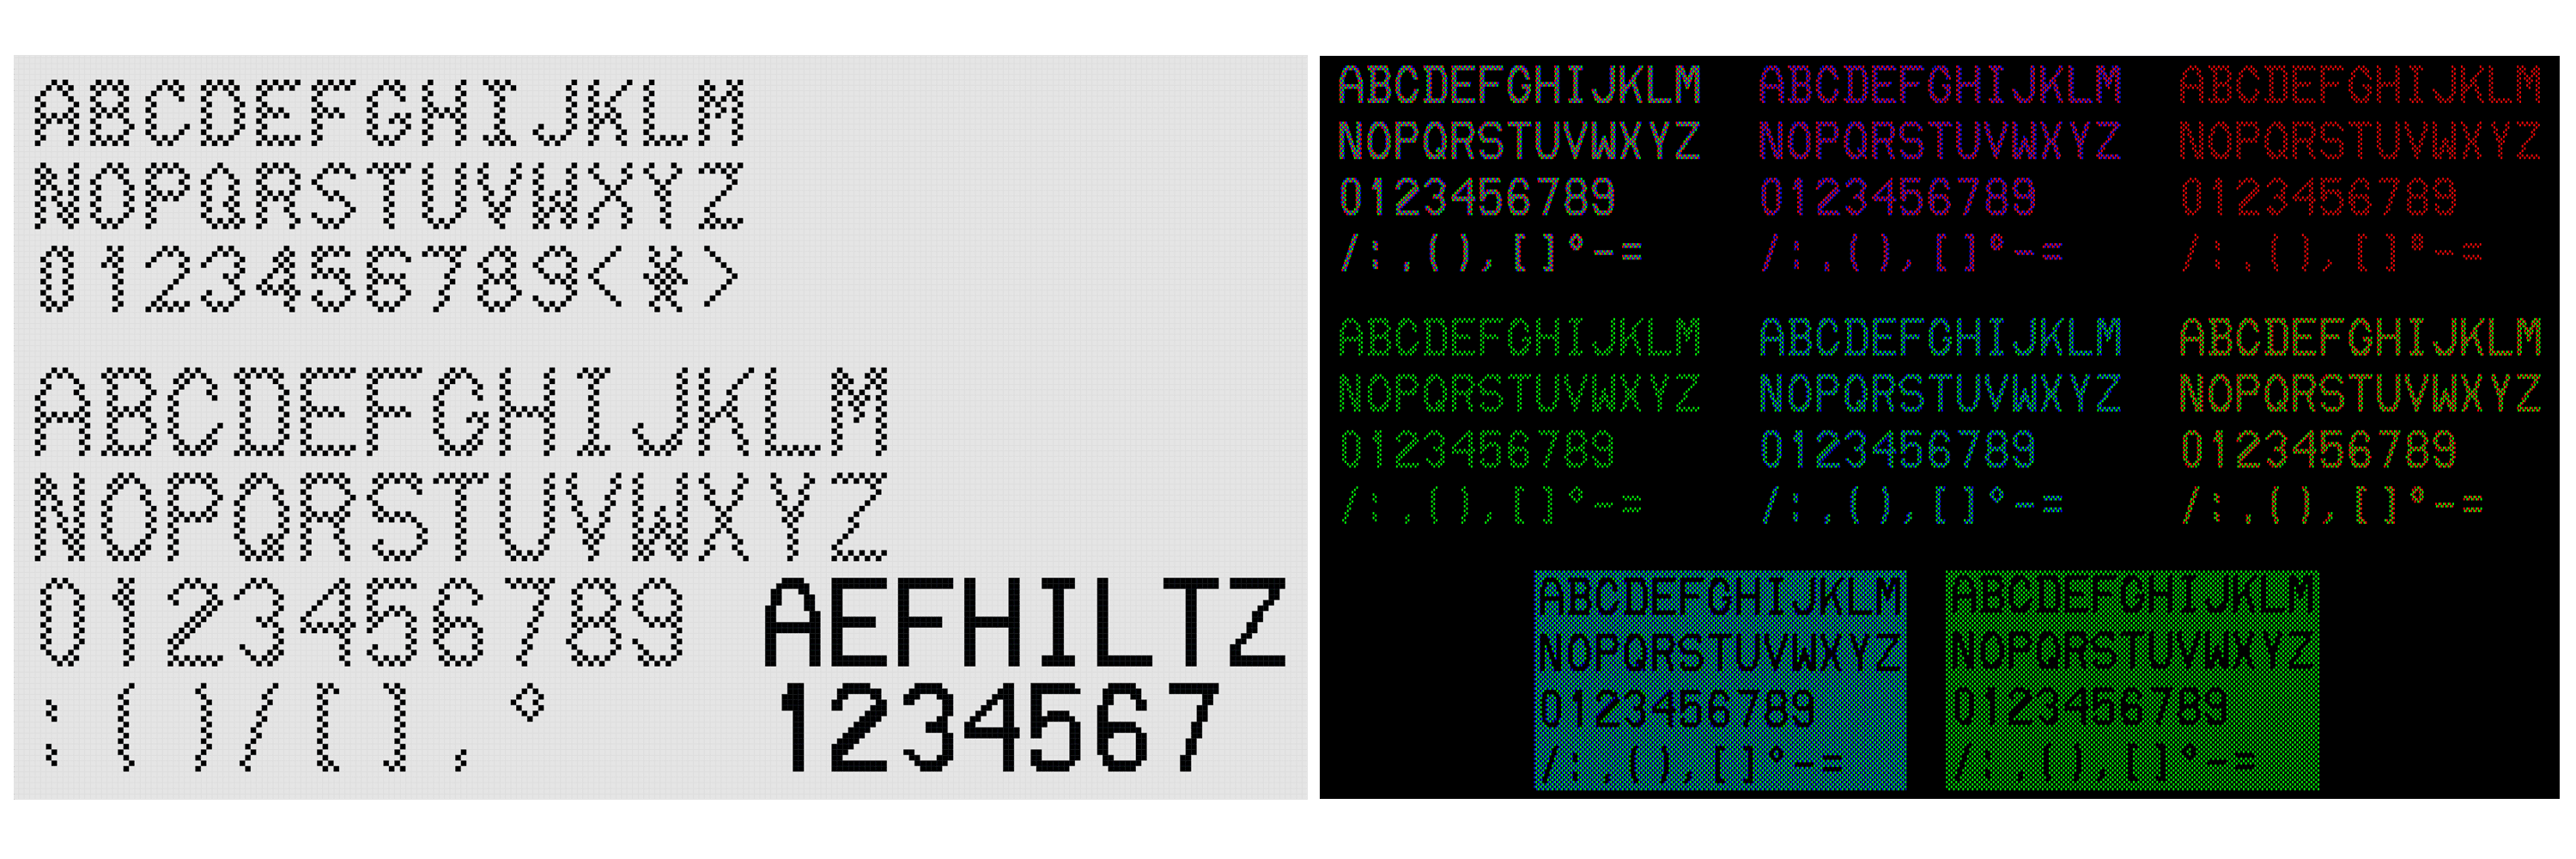 ABCDEFGHIJKLM
NOPQRSTUVWXYZ
0123456789<*>
ABCDEFGHIJKLM
NOPQRSTUVWXYZ
0123456789 AEFHILTZ
: ( ) / [ ] , ° 1234567
ABCDEFGHIJKLM
NOPQRSTUVWXYZ
0123456789
/:.(),[]°-=
ABCDEFGHIJKLM
NOPQRSTUVWXYZ
0123456789
/:.(),[]°-=
ABCDEFGHIJKLM
NOPQRSTUVWXYZ
0123456789
/:.(),[]°-=
ABCDEFGHIJKLM
NOPQRSTUVWXYZ
0123456789
/:.(),[]°-=
ABCDEFGHIJKLM
NOPQRSTUVWXYZ
0123456789
/:.(),[]°-=
ABCDEFGHIJKLM
NOPQRSTUVWXYZ
0123456789
/:.(),[]°-=
ABCDEFGHIJKLM
NOPQRSTUVWXYZ
0123456789
/:.(),[]°-=
ABCDEFGHIJKLM
NOPQRSTUVWXYZ
0123456789
/:.(),[]°-=